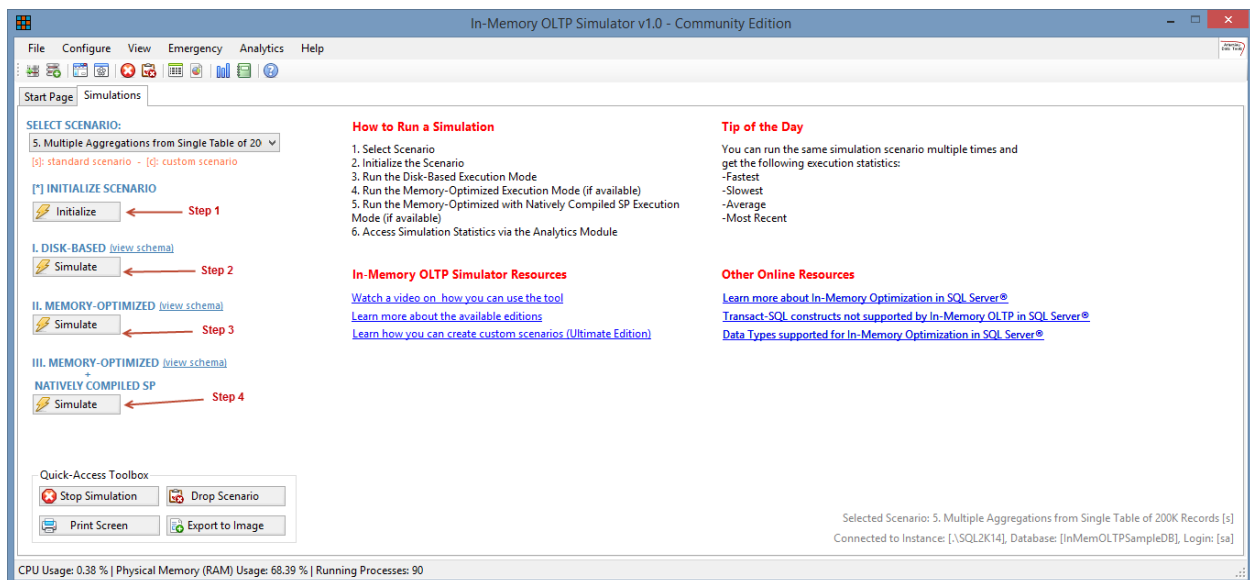 In-Memory OLTP Simulator v1.0 - Community Edition
File Configure View Emergency Analytics Help
Start Page Simulations
SELECT SCENARIO:
5. Multiple Aggregations from Single Table of 20
[s]: standard scenario - [c]: custom scenario
[*] INITIALIZE SCENARIO
Initialize
Step 1
I. DISK-BASED (view schema)
Simulate
Step 2
II. MEMORY-OPTIMIZED (view schema)
Simulate
Step 3
III. MEMORY-OPTIMIZED (view schema)
+
NATIVELY COMPILED SP
Simulate
Step 4
Quick-Access Toolbox
Stop Simulation Drop Scenario
Print Screen Export to Image
How to Run a Simulation
1. Select Scenario
2. Initialize the Scenario
3. Run the Disk-Based Execution Mode
4. Run the Memory-Optimized Execution Mode (if available)
5. Run the Memory-Optimized with Natively Compiled SP Execution
Mode (if available)
6. Access Simulation Statistics via the Analytics Module
In-Memory OLTP Simulator Resources
Watch a video on how you can use the tool
Learn more about the available editions
Learn how you can create custom scenarios (Ultimate Edition)
Tip of the Day
You can run the same simulation scenario multiple times and
get the following execution statistics:
-Fastest
-Slowest
-Average
-Most Recent
Other Online Resources
Learn more about In-Memory Optimization in SQL Server®
Transact-SQL constructs not supported by In-Memory OLTP in SQL Server®
Data Types supported for In-Memory Optimization in SQL Server®
Selected Scenario: 5. Multiple Aggregations from Single Table of 200K Records [s]
Connected to Instance: [.\SQL2K14], Database: [InMemOLTPSampleDB], Login: [sa]
CPU Usage: 0.38 % | Physical Memory (RAM) Usage: 68.39 % | Running Processes: 90